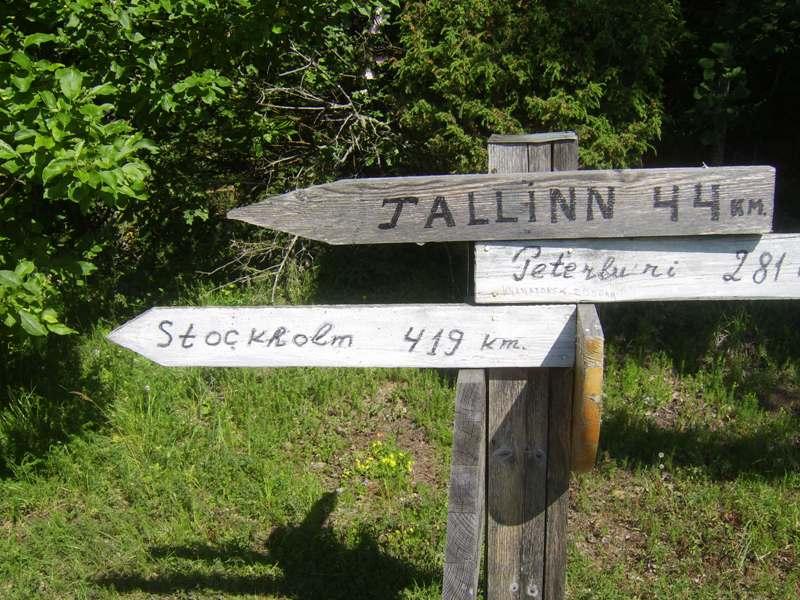 TALLINN 44 KM.
Peterburi 281
Stockholm 419 km.